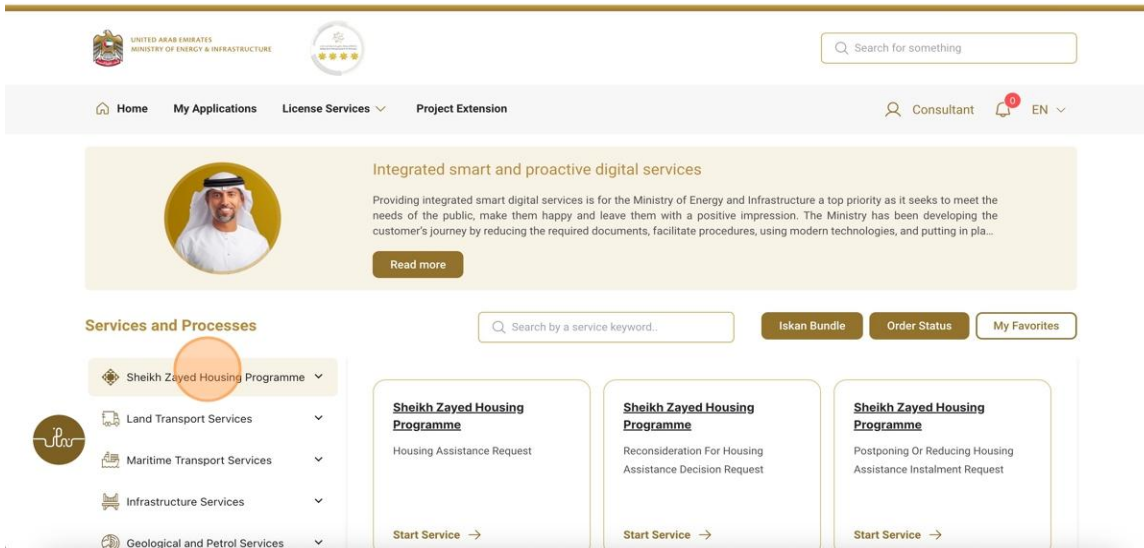 UNITED ARAB EMIRATES
MINISTRY OF ENERGY & INFRASTRUCTURE
Search for something
Home My Applications License Services Project Extension Consultant 0 EN
Integrated smart and proactive digital services
Providing integrated smart digital services is for the Ministry of Energy and Infrastructure a top priority as it seeks to meet the
needs of the public, make them happy and leave them with a positive impression. The Ministry has been developing the
customer's journey by reducing the required documents, facilitate procedures, using modern technologies, and putting in pla...
Read more
Services and Processes
Search by a service keyword..
Iskan Bundle
Order Status
My Favorites
Sheikh Zayed Housing Programme
Land Transport Services
Maritime Transport Services
Infrastructure Services
Geological and Petrol Services
Sheikh Zayed Housing
Programme
Housing Assistance Request
Start Service →
Sheikh Zayed Housing
Programme
Reconsideration For Housing
Assistance Decision Request
Start Service →
Sheikh Zayed Housing
Programme
Postponing Or Reducing Housing
Assistance Instalment Request
Start Service →